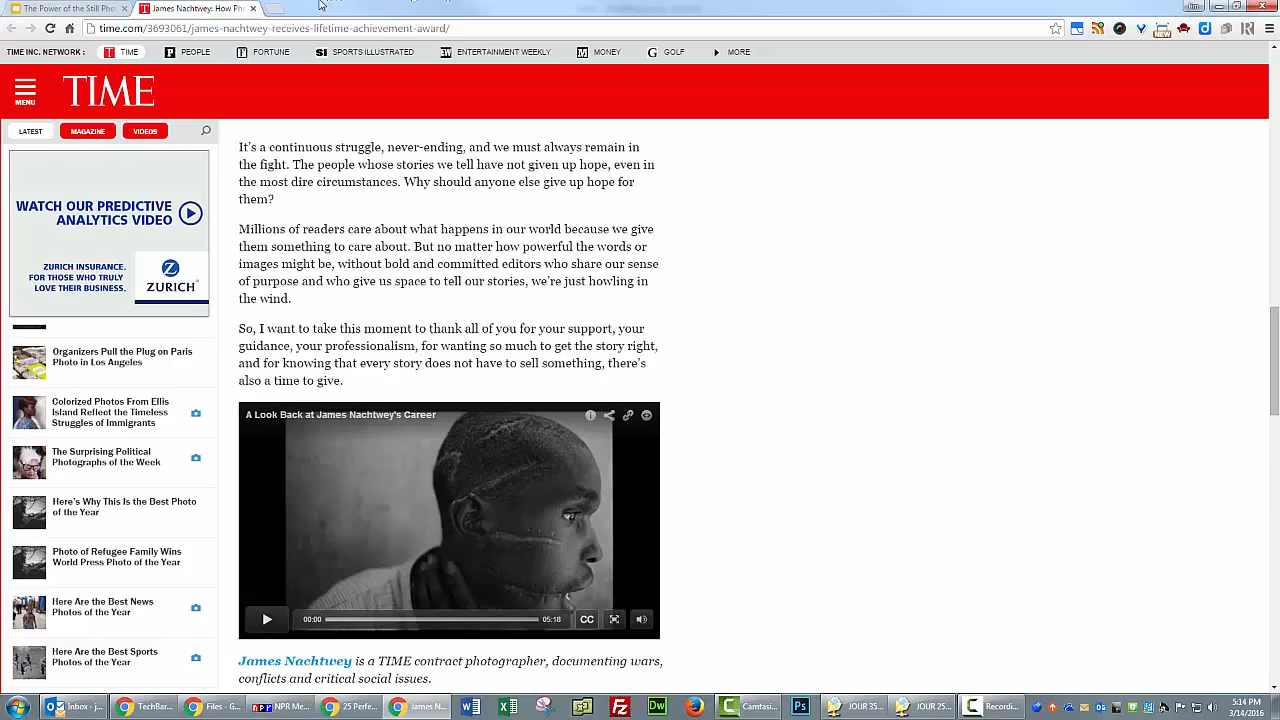 The Power of the Still Phot
James Nachtwey: How Pho
time.com/3693061/james-nachtwey-receives-lifetime-achievement-award/
TIME INC. NETWORK :
TIME
PEOPLE
FORTUNE
SPORTS ILLUSTRATED
ENTERTAINMENT WEEKLY
MONEY
GOLF
MORE
MENU
TIME
LATEST
MAGAZINE
VIDEOS
WATCH OUR PREDICTIVE
ANALYTICS VIDEO
ZURICH INSURANCE.
FOR THOSE WHO TRULY
LOVE THEIR BUSINESS.
ZURICH
Organizers Pull the Plug on Paris
Photo in Los Angeles
Colorized Photos From Ellis
Island Reflect the Timeless
Struggles of Immigrants
The Surprising Political
Photographs of the Week
Here's Why This Is the Best Photo
of the Year
Photo of Refugee Family Wins
World Press Photo of the Year
Here Are the Best News
Photos of the Year
Here Are the Best Sports
Photos of the Year
It's a continuous struggle, never-ending, and we must always remain in
the fight. The people whose stories we tell have not given up hope, even in
the most dire circumstances. Why should anyone else give up hope for
them?
Millions of readers care about what happens in our world because we give
them something to care about. But no matter how powerful the words or
images might be, without bold and committed editors who share our sense
of purpose and who give us space to tell our stories, we're just howling in
the wind.
So, I want to take this moment to thank all of you for your support, your
guidance, your professionalism, for wanting so much to get the story right,
and for knowing that every story does not have to sell something, there's
also a time to give.
A Look Back at James Nachtwey's Career
00:00
05:18
CC
James Nachtwey is a TIME contract photographer, documenting wars,
conflicts and critical social issues.
Inbox - j...
TechBar...
Files - G...
NPR Me...
25 Perfe...
James N...
Camtasi...
JOUR 35...
JOUR 25...
Recordi...
5:14 PM
3/14/2016